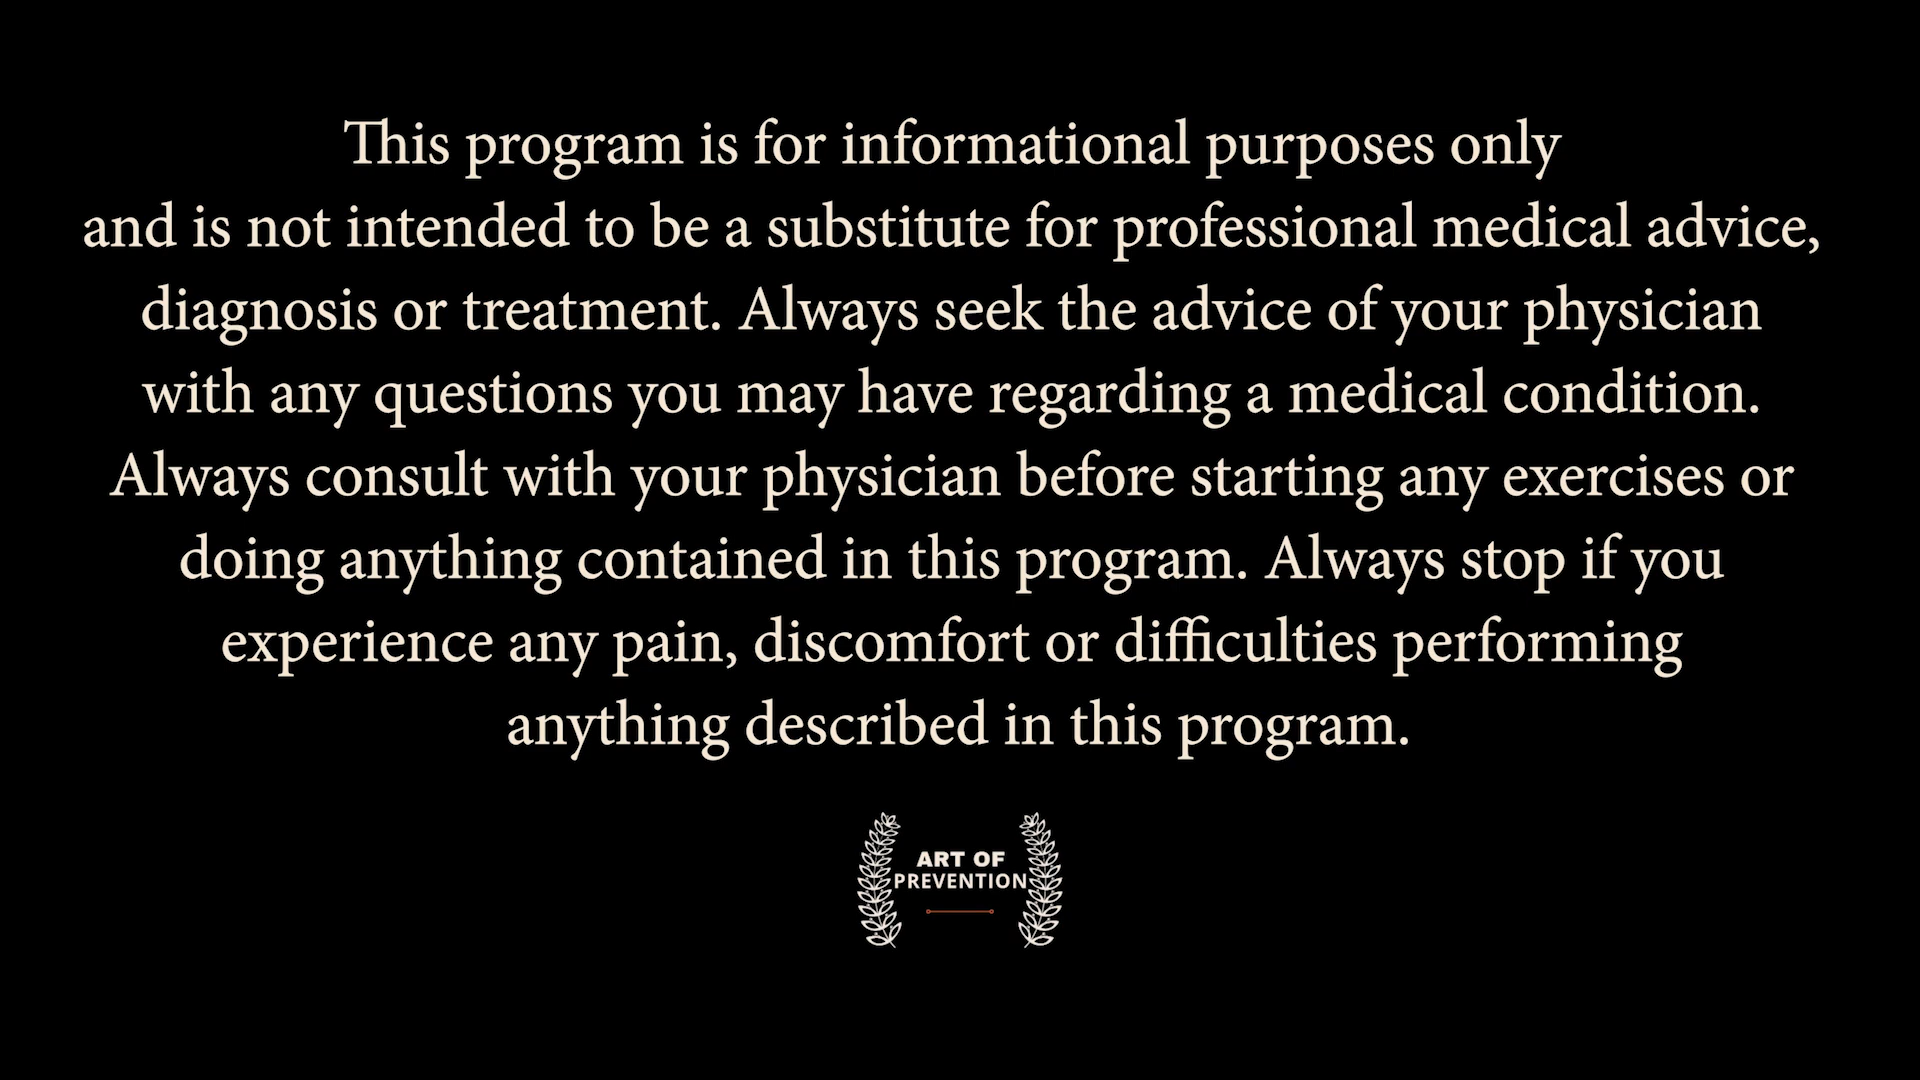 This program is for informational purposes only
and is not intended to be a substitute for professional medical advice,
diagnosis or treatment. Always seek the advice of your physician
with any questions you may have regarding a medical condition.
Always consult with your physician before starting any exercises or
doing anything contained in this program. Always stop if you
experience any pain, discomfort or difficulties performing
anything described in this program.
ART OF
PREVENTION